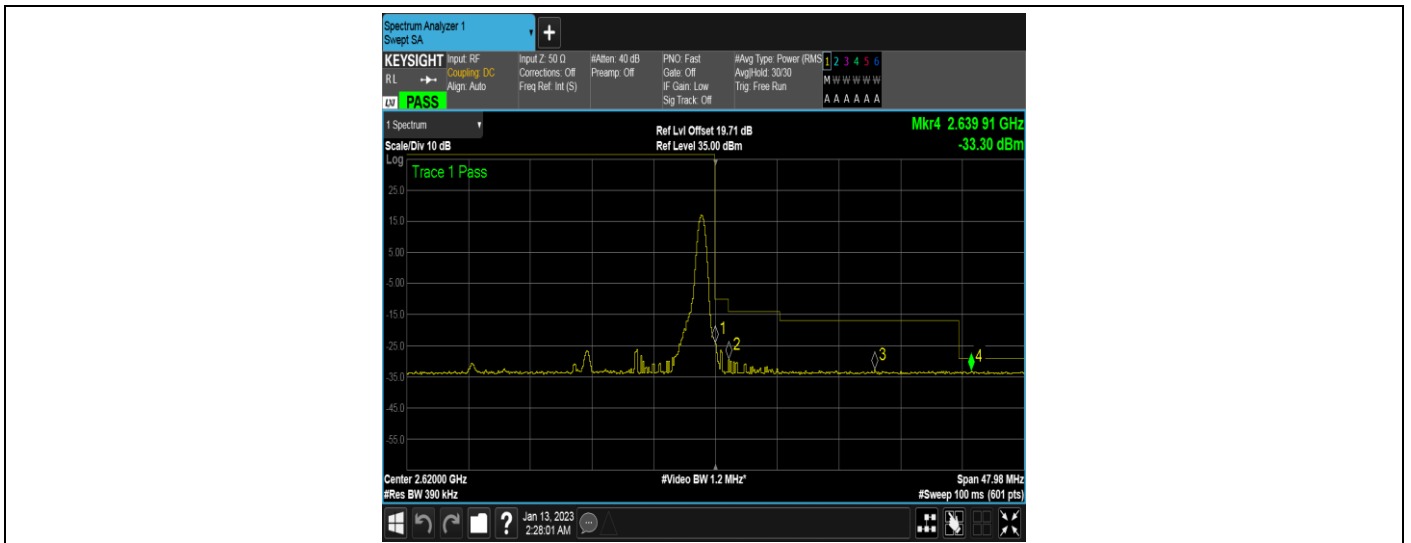 Spectrum Analyzer 1
Swept SA
+
KEYSIGHT Input: RF Input Z: 50 Ω #Atten: 40 dB PNO: Fast #Avg Type: Power (RMS 1 2 3 4 5 6
RL Coupling: DC Corrections: Off Preamp: Off Gate: Off Avg|Hold: 30/30 M W W W W W
Align: Auto Freq Ref: Int (S) IF Gain: Low Trig: Free Run
LXI PASS Sig Track: Off A A A A A A
1 Spectrum Ref Lvl Offset 19.71 dB Mkr4 2.639 91 GHz
Scale/Div 10 dB Ref Level 35.00 dBm -33.30 dBm
Log
Trace 1 Pass
25.0
15.0
5.00
-5.00
-15.0
1
-25.0
2
3
4
-35.0
-45.0
-55.0
Center 2.62000 GHz #Video BW 1.2 MHz* Span 47.98 MHz
#Res BW 390 kHz #Sweep 100 ms (601 pts)
? Jan 13, 2023
2:28:01 AM